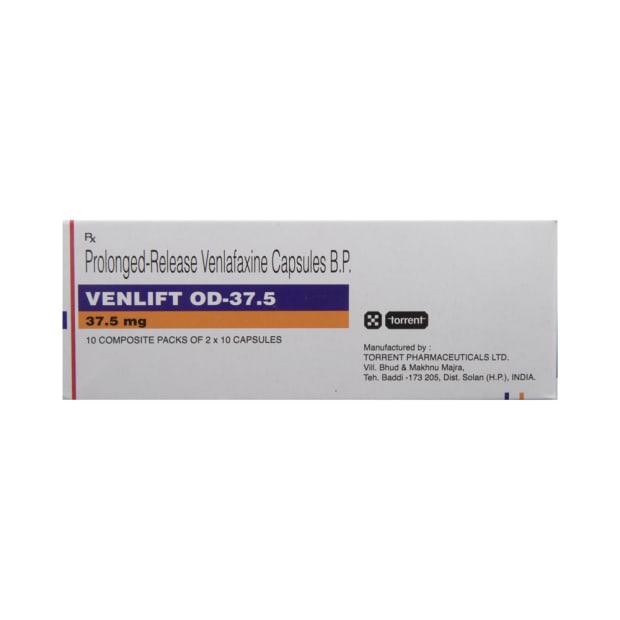 Rx
Prolonged-Release Venlafaxine Capsules B.P.
VENLIFT OD-37.5
37.5 mg
10 COMPOSITE PACKS OF 2 x 10 CAPSULES
torrent
Manufactured by :
TORRENT PHARMACEUTICALS LTD.
Vill. Bhud & Makhnu Majra,
Teh. Baddi -173 205, Dist. Solan (H.P.), INDIA.